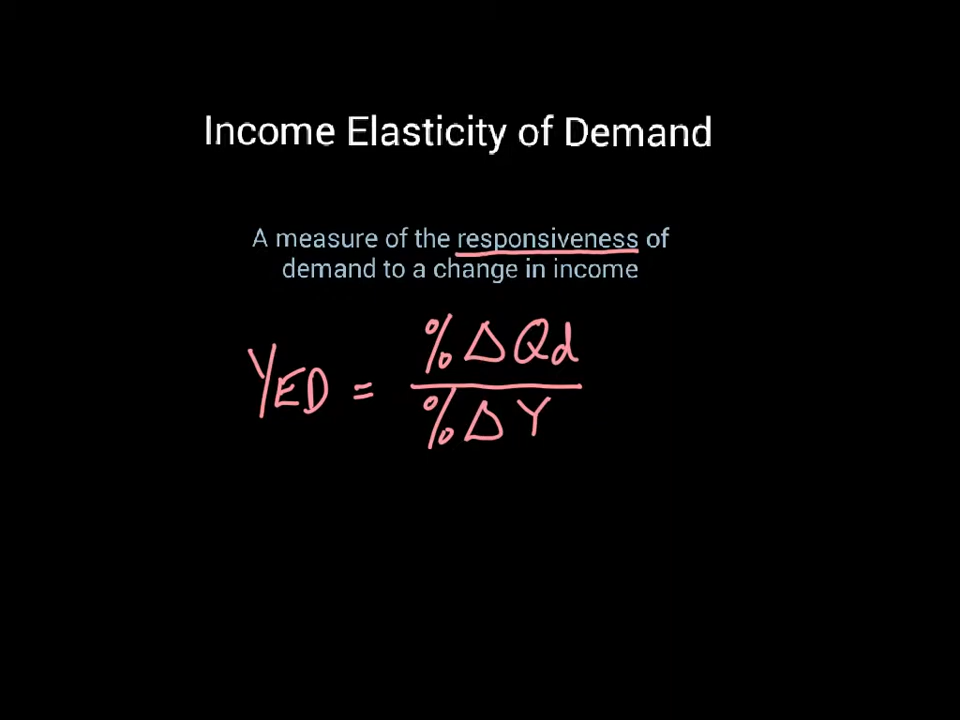 Income Elasticity of Demand
A measure of the responsiveness of
demand to a change in income
YED = %ΔQd
%ΔY